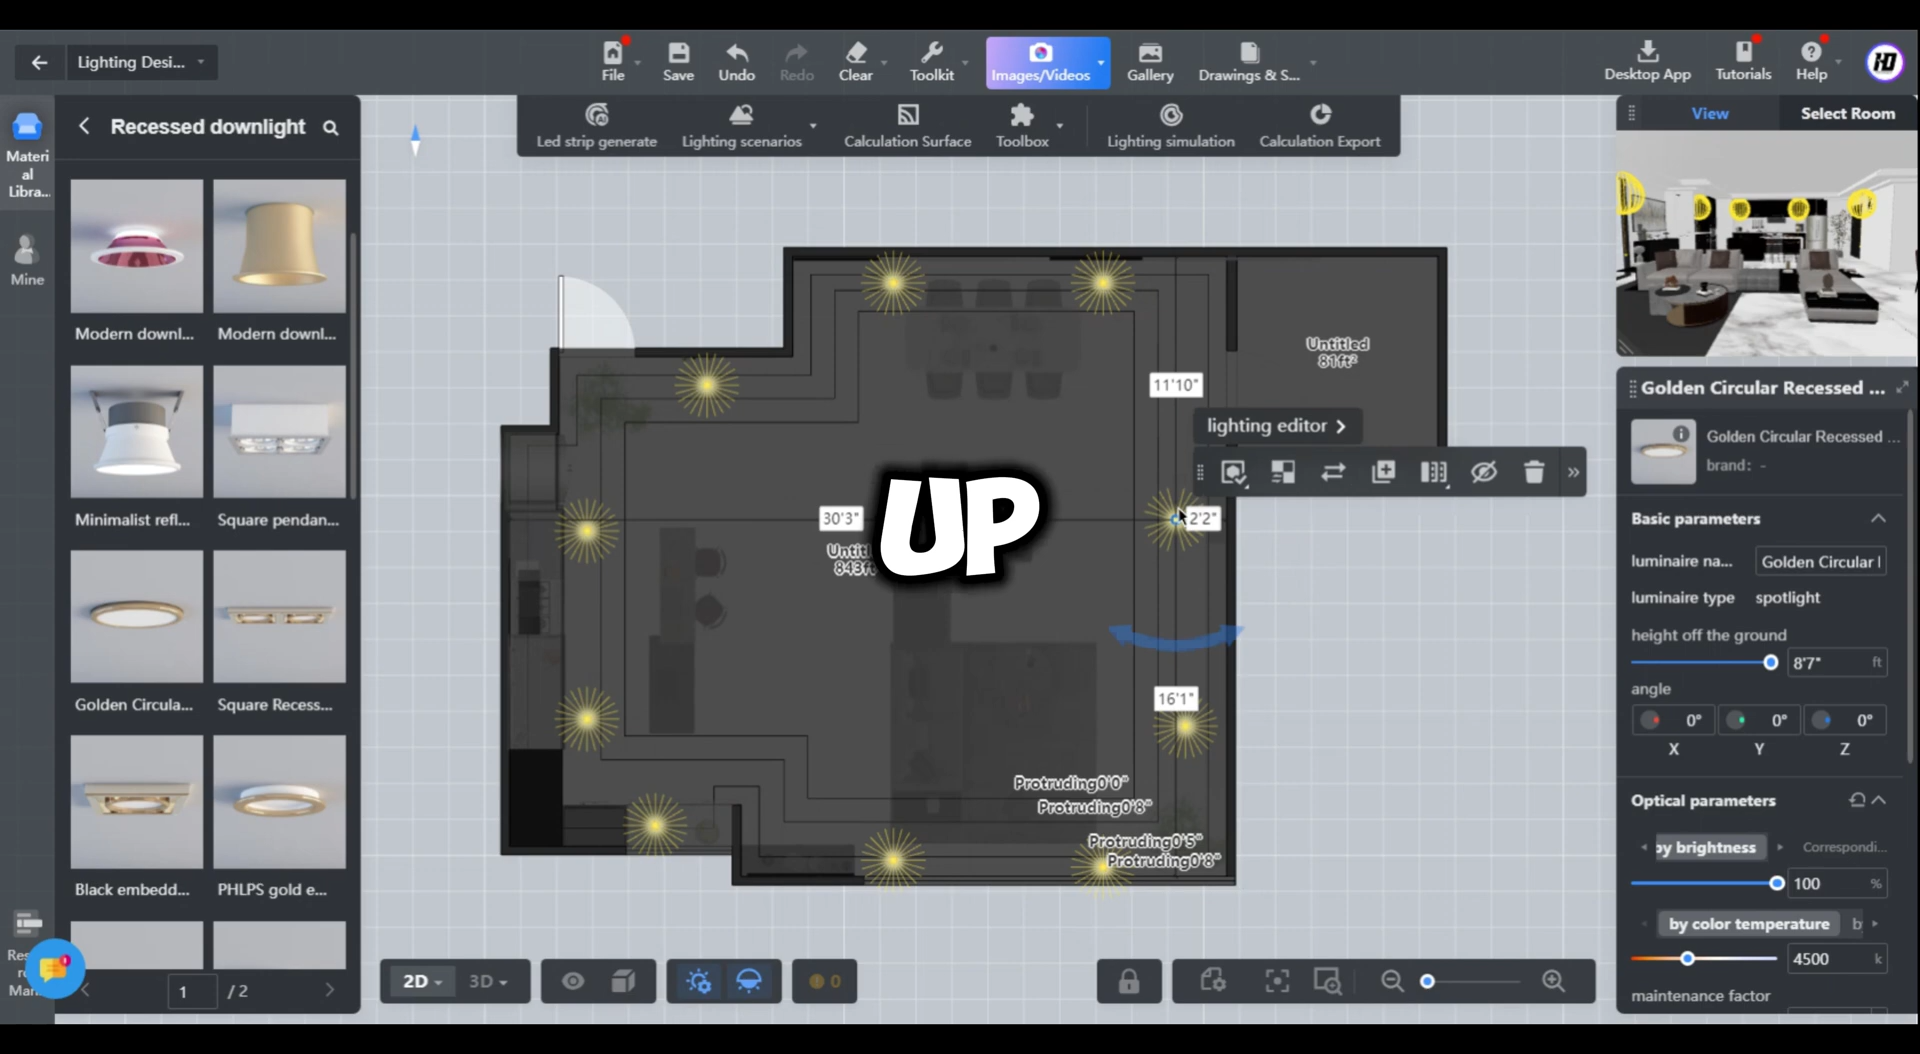 Lighting Desi...
File
Save
Undo
Redo
Clear
Toolkit
Images/Videos
Gallery
Drawings & S...
Desktop App
Tutorials
Help
Materi
al
Libra...
Mine
Recessed downlight
Modern downl...
Modern downl...
Minimalist refl...
Square pendan...
Golden Circula...
Square Recess...
Black embedd...
PHLPS gold e...
1 / 2
Led strip generate
Lighting scenarios
Calculation Surface
Toolbox
Lighting simulation
Calculation Export
Untitled
81ft²
11'10"
lighting editor >
30'3"
2'2"
UP
16'1"
Protruding0'0"
Protruding0'8"
Protruding0'5"
Protruding0'8"
2D
3D
0
View
Select Room
Golden Circular Recessed ...
Golden Circular Recessed ...
brand: -
Basic parameters
luminaire na...
Golden Circular
luminaire type
spotlight
height off the ground
8'7"
ft
angle
0°
0°
0°
X
Y
Z
Optical parameters
by brightness
Correspondi...
100
%
by color temperature
4500
k
maintenance factor